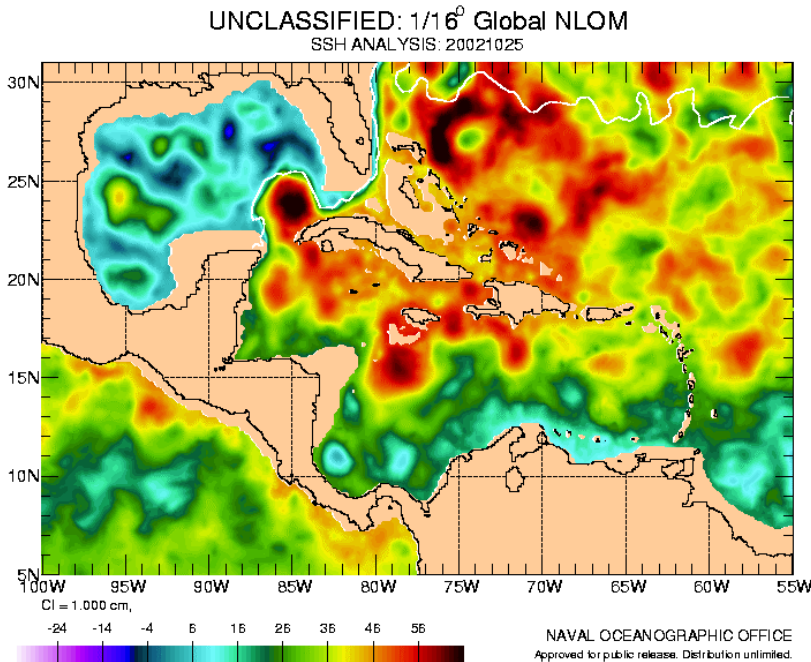 UNCLASSIFIED: 1/16° Global NLOM
SSH ANALYSIS: 20021025
30N
25N
20N
15N
10N
5N
100W 95W 90W 85W 80W 75W 70W 65W 60W 55W
CI = 1.000 cm,
-24 -14 -4 6 16 26 36 46 56
NAVAL OCEANOGRAPHIC OFFICE
Approved for public release. Distribution unlimited.